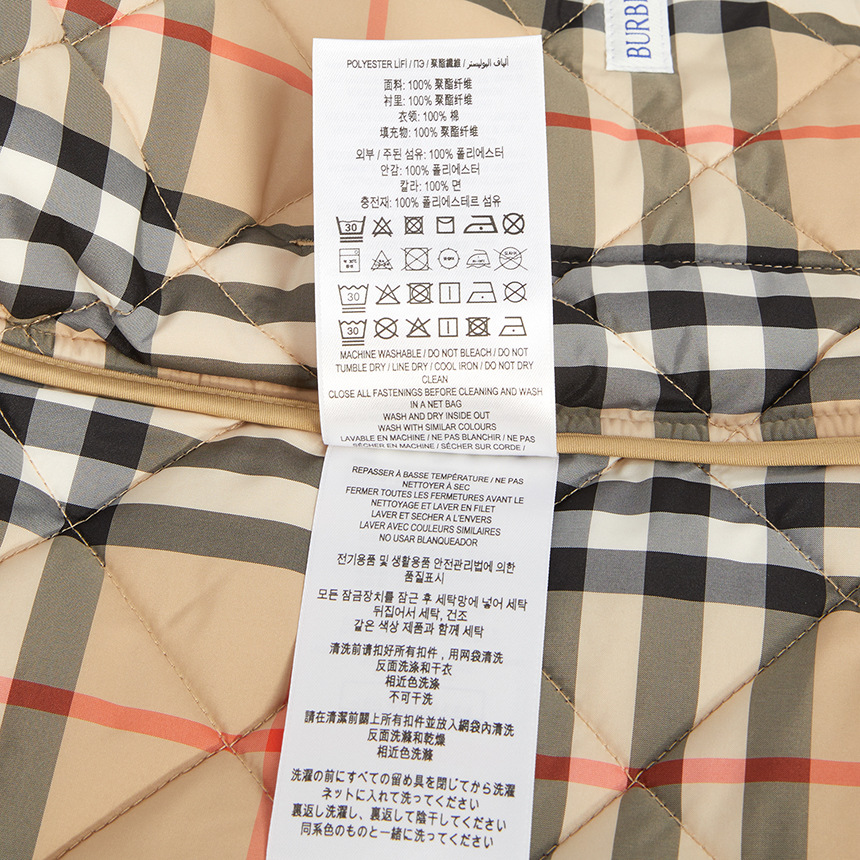 BURB
POLYESTER LİFİ / ПЭ / 聚酯纖維 / ألياف البوليستر
面料: 100% 聚酯纤维
衬里: 100% 聚酯纤维
衣领: 100% 棉
填充物: 100% 聚酯纤维
외부 / 주된 섬유: 100% 폴리에스터
안감: 100% 폴리에스터
칼라: 100% 면
충전재: 100% 폴리에스테르 섬유
30
30
30
MACHINE WASHABLE / DO NOT BLEACH / DO NOT
TUMBLE DRY / LINE DRY / COOL IRON / DO NOT DRY
CLEAN
CLOSE ALL FASTENINGS BEFORE CLEANING AND WASH
IN A NET BAG
WASH AND DRY INSIDE OUT
WASH WITH SIMILAR COLOURS
LAVABLE EN MACHINE / NE PAS BLANCHIR / NE PAS
SÉCHER EN MACHINE / SÉCHER SUR CORDE /
REPASSER À BASSE TEMPÉRATURE / NE PAS
NETTOYER À SEC
FERMER TOUTES LES FERMETURES AVANT LE
NETTOYAGE ET LAVER EN FILET
LAVER ET SECHER A L'ENVERS
LAVER AVEC COULEURS SIMILAIRES
NO USAR BLANQUEADOR
전기용품 및 생활용품 안전관리법에 의한
품질표시
모든 잠금장치를 잠근 후 세탁망에 넣어 세탁
뒤집어서 세탁, 건조
같은 색상 제품과 함께 세탁
清洗前请扣好所有扣件，用网袋清洗
反面洗涤和干衣
相近色洗涤
不可干洗
請在清潔前關上所有扣件並放入網袋內清洗
反面洗滌和乾燥
相近色洗滌
洗濯の前にすべての留め具を閉じてから洗濯
ネットに入れて洗ってください
裏返し洗濯し、裏返して陰干してください
同系色のものと一緒に洗ってください